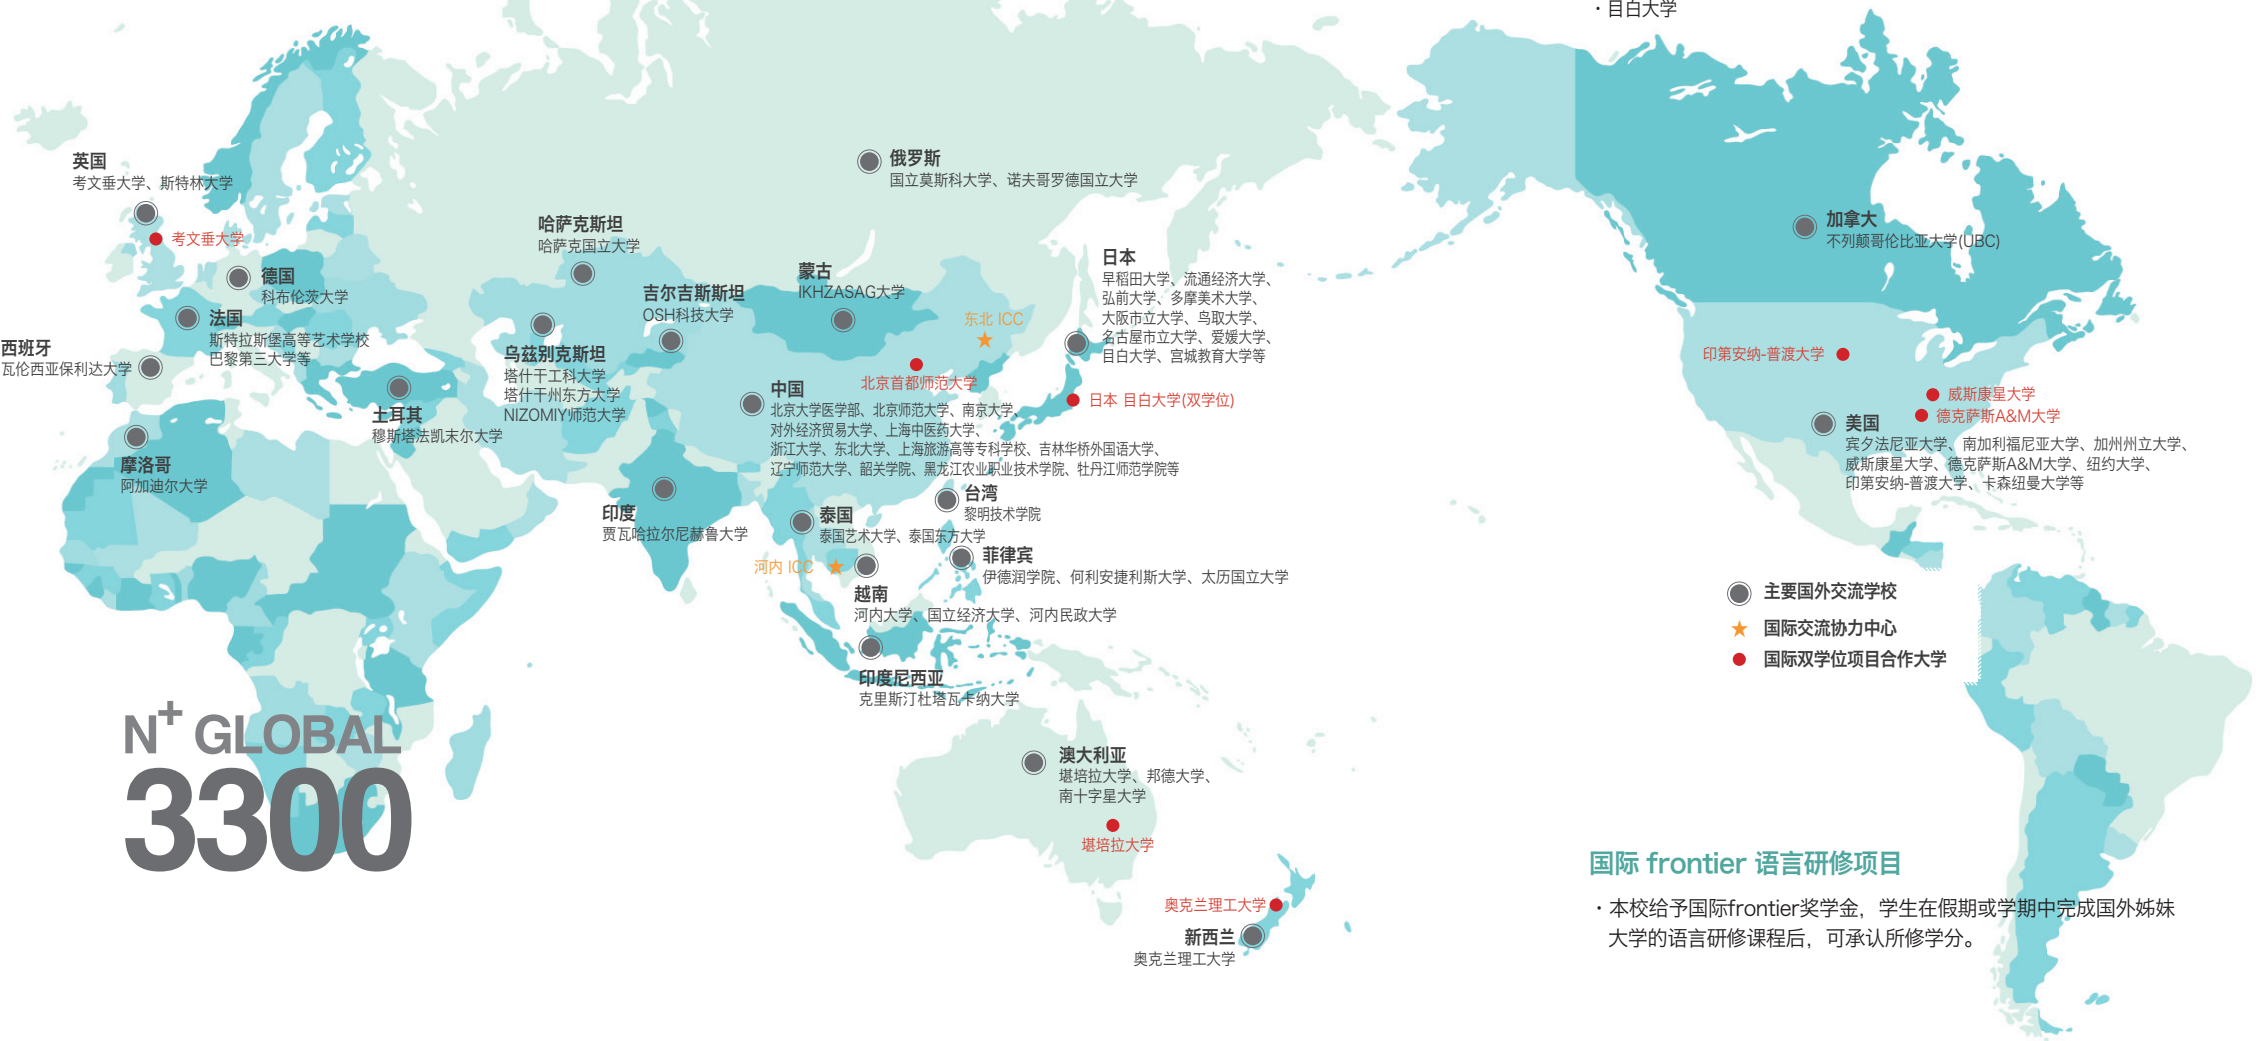 ・目白大学
英国
考文垂大学、斯特林大学
考文垂大学
德国
科布伦茨大学
法国
斯特拉斯堡高等艺术学校
巴黎第三大学等
西班牙
瓦伦西亚保利达大学
土耳其
穆斯塔法凯末尔大学
摩洛哥
阿加迪尔大学
俄罗斯
国立莫斯科大学、诺夫哥罗德国立大学
哈萨克斯坦
哈萨克国立大学
吉尔吉斯斯坦
OSH科技大学
乌兹别克斯坦
塔什干工科大学
塔什干州东方大学
NIZOMIY师范大学
蒙古
IKHZASAG大学
东北 ICC
北京首都师范大学
中国
北京大学医学部、北京师范大学、南京大学、
对外经济贸易大学、上海中医药大学、
浙江大学、东北大学、上海旅游高等专科学校、吉林华桥外国语大学、
辽宁师范大学、韶关学院、黑龙江农业职业技术学院、牡丹江师范学院等
日本
早稻田大学、流通经济大学、
弘前大学、多摩美术大学、
大阪市立大学、鸟取大学、
名古屋市立大学、爱媛大学、
目白大学、宫城教育大学等
日本 目白大学(双学位)
印度
贾瓦哈拉尔尼赫鲁大学
泰国
泰国艺术大学、泰国东方大学
台湾
黎明技术学院
菲律宾
伊德润学院、何利安捷利斯大学、太历国立大学
河内 ICC
越南
河内大学、国立经济大学、河内民政大学
印度尼西亚
克里斯汀杜塔瓦卡纳大学
澳大利亚
堪培拉大学、邦德大学、
南十字星大学
堪培拉大学
奥克兰理工大学
新西兰
奥克兰理工大学
加拿大
不列颠哥伦比亚大学(UBC)
印第安纳-普渡大学
威斯康星大学
德克萨斯A&M大学
美国
宾夕法尼亚大学、南加利福尼亚大学、加州州立大学、
威斯康星大学、德克萨斯A&M大学、纽约大学、
印第安纳-普渡大学、卡森纽曼大学等
主要国外交流学校
国际交流协力中心
国际双学位项目合作大学
N+ GLOBAL
3300
国际 frontier 语言研修项目
・本校给予国际frontier奖学金，学生在假期或学期中完成国外姊妹
大学的语言研修课程后，可承认所修学分。